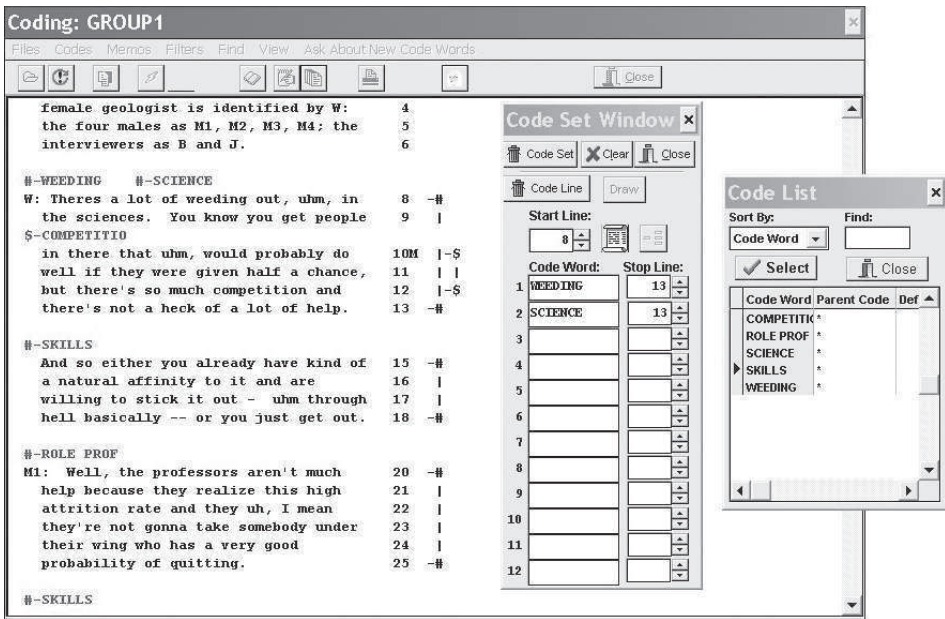 Coding: GROUP1
Files Codes Memos Filters Find View Ask About New Code Words
Close
female geologist is identified by W: 4
the four males as M1, M2, M3, M4; the 5
interviewers as B and J. 6
#-WEEDING #-SCIENCE
W: Theres a lot of weeding out, uhm, in 8 -#
the sciences. You know you get people 9 |
$-COMPETITIO
in there that uhm, would probably do 10M |-$
well if they were given half a chance, 11 | |
but there's so much competition and 12 |-$
there's not a heck of a lot of help. 13 -#
#-SKILLS
And so either you already have kind of 15 -#
a natural affinity to it and are 16 |
willing to stick it out - uhm through 17 |
hell basically -- or you just get out. 18 -#
#-ROLE PROF
M1: Well, the professors aren't much 20 -#
help because they realize this high 21 |
attrition rate and they uh, I mean 22 |
they're not gonna take somebody under 23 |
their wing who has a very good 24 |
probability of quitting. 25 -#
#-SKILLS
Code Set Window
Code Set Clear Close
Code Line Draw
Start Line:
8
Code Word: Stop Line:
1 WEEDING 13
2 SCIENCE 13
3
4
5
6
7
8
9
10
11
12
Code List
Sort By: Find:
Code Word
Select Close
Code Word Parent Code Def
COMPETITIC *
ROLE PROF *
SCIENCE *
SKILLS *
WEEDING *